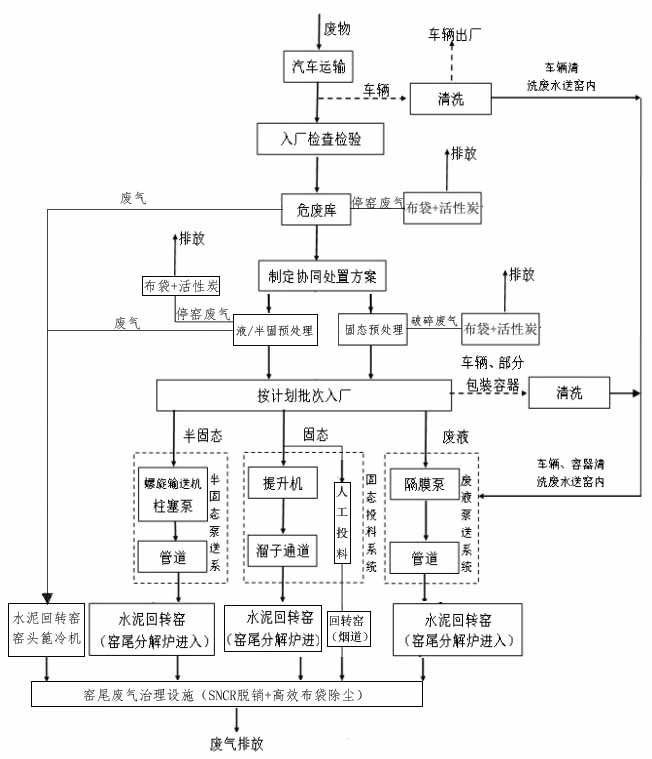 废物
车辆出厂
汽车运输
车辆
清洗
车辆清
洗废水送窑内
入厂检查检验
排放
废气
危废库
停窑废气
布袋+活性炭
排放
制定协同处置方案
排放
布袋+活性炭
停窑废气
废气
液/半固预处理
固态预处理
破碎废气
布袋+活性炭
车辆、部分
包装容器
按计划批次入厂
清洗
半固态
固态
废液
车辆、容器清
洗废水送窑内
螺旋输送机
柱塞泵
半固态泵送系
提升机
人工投料
固态投料系统
隔膜泵
废液泵送系统
管道
溜子通道
管道
水泥回转窑
窑头篦冷机
水泥回转窑
(窑尾分解炉进入)
水泥回转窑
(窑尾分解炉进
回转窑
(烟道)
水泥回转窑
(窑尾分解炉进入)
窑尾废气治理设施（SNCR脱销+高效布袋除尘）
废气排放